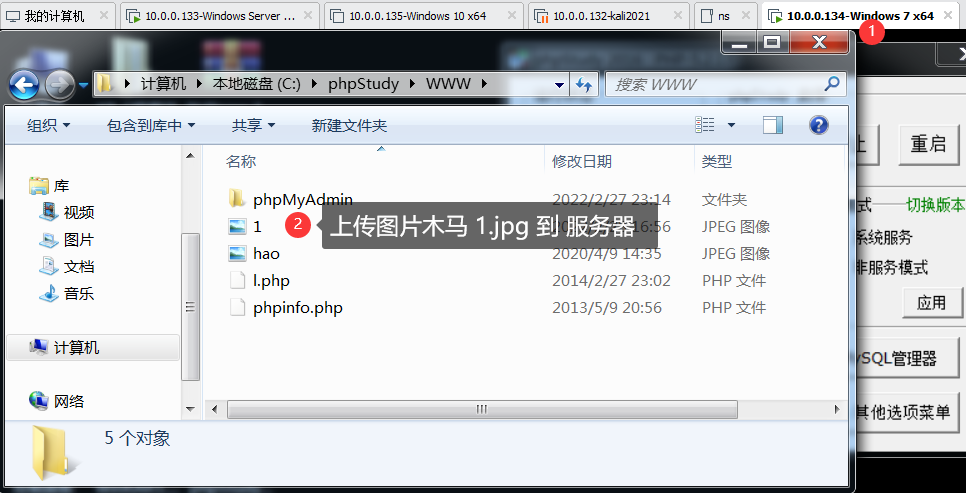 我的计算机
10.0.0.133-Windows Server ...
10.0.0.135-Windows 10 x64
10.0.0.132-kali2021
ns
10.0.0.134-Windows 7 x64
1
计算机 本地磁盘 (C:) phpStudy WWW
搜索 WWW
组织 包含到库中 共享 新建文件夹
重启
名称 修改日期 类型
库
视频
图片
文档
音乐
计算机
网络
phpMyAdmin 2022/2/27 23:14 文件夹
1 16:56 JPEG 图像
2
上传图片木马 1.jpg 到 服务器
hao 2020/4/9 14:35 JPEG 图像
l.php 2014/2/27 23:02 PHP 文件
phpinfo.php 2013/5/9 20:56 PHP 文件
式 切换版本
系统服务
非服务模式
应用
SQL管理器
其他选项菜单
5 个对象